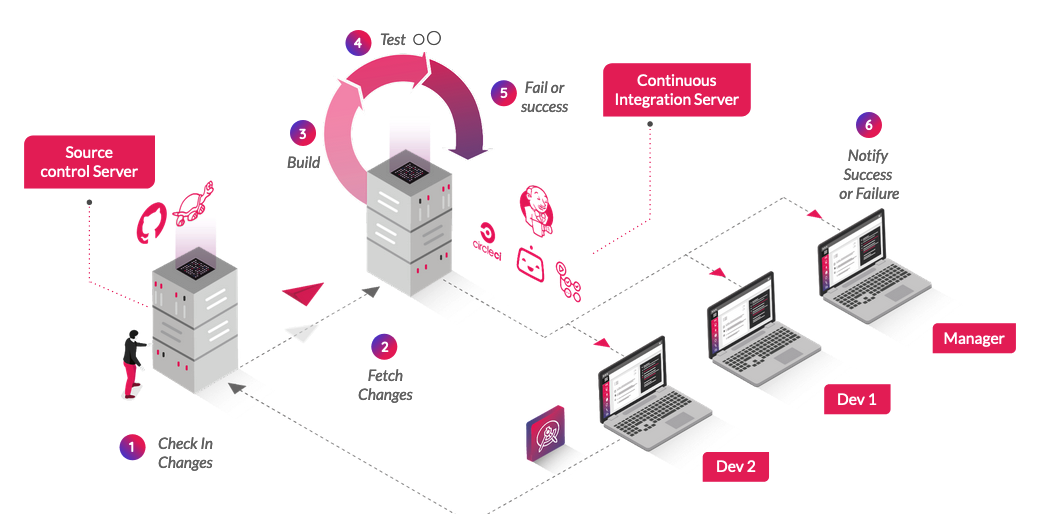 4
Test
5
Fail or
success
Continuous
Integration Server
6
Notify
Success
or Failure
3
Build
Source
control Server
circleci
2
Fetch
Changes
Manager
Dev 1
1
Check In
Changes
Dev 2